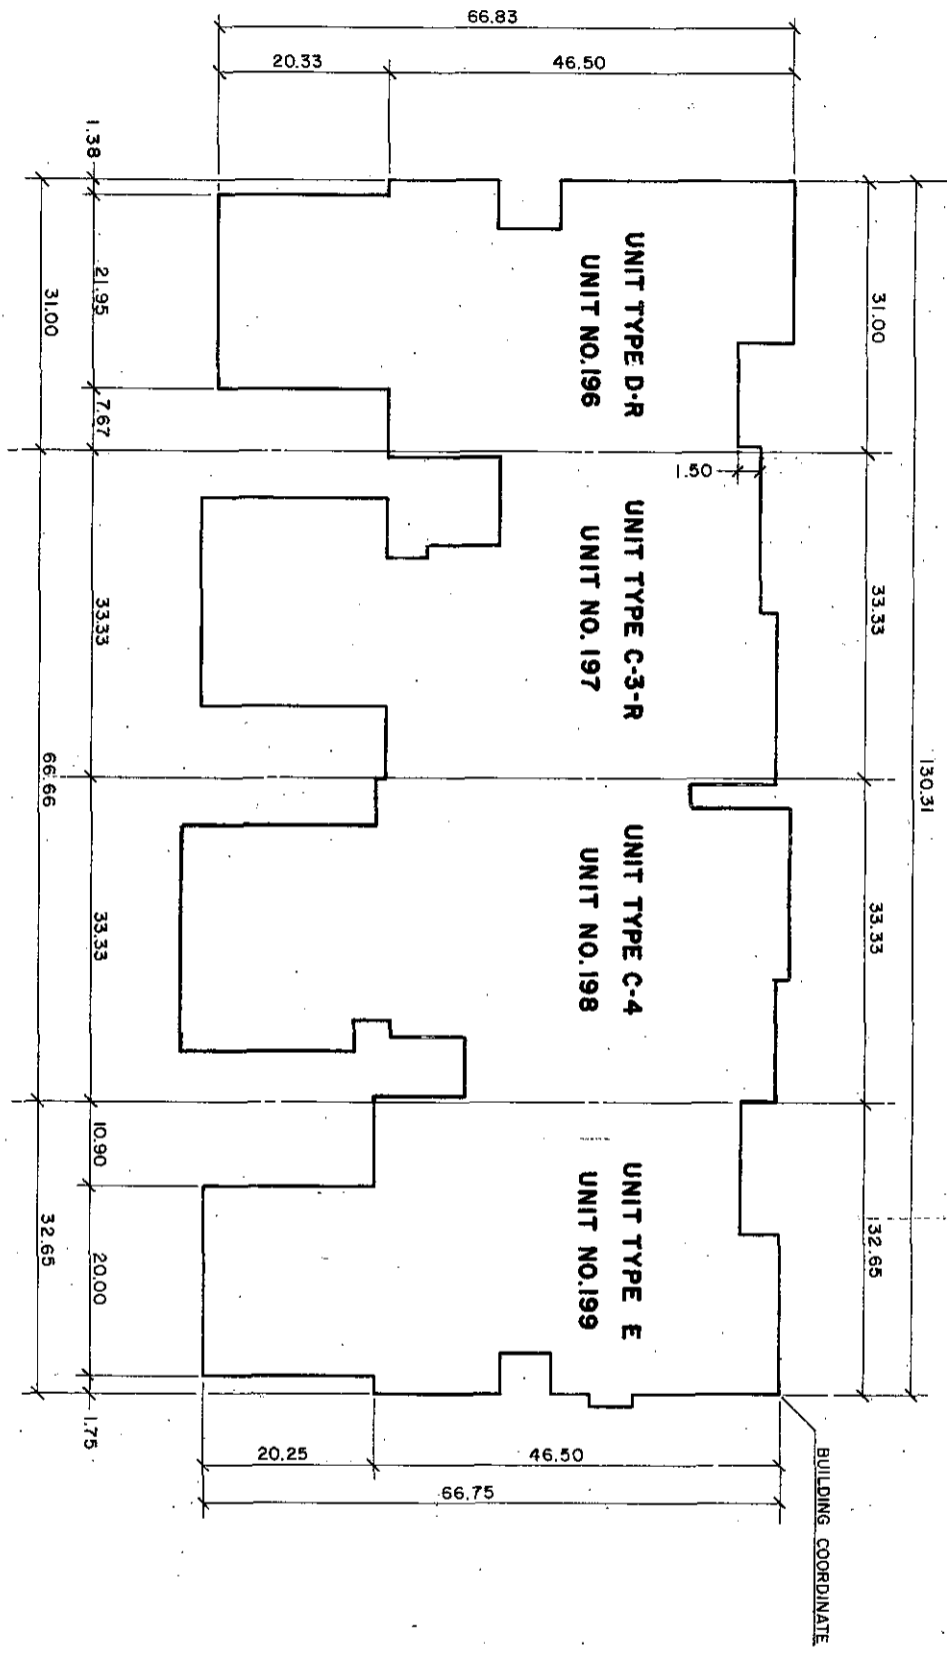 66.83
20.33
46.50
1.38
21.95
7.67
31.00
31.00
UNIT TYPE D-R
UNIT NO.196
1.50
33.33
33.33
UNIT TYPE C-3-R
UNIT NO.197
130.31
66.66
33.33
33.33
UNIT TYPE C-4
UNIT NO.198
10.90
20.00
32.65
32.65
UNIT TYPE E
UNIT NO.199
1.75
20.25
46.50
66.75
BUILDING COORDINATE